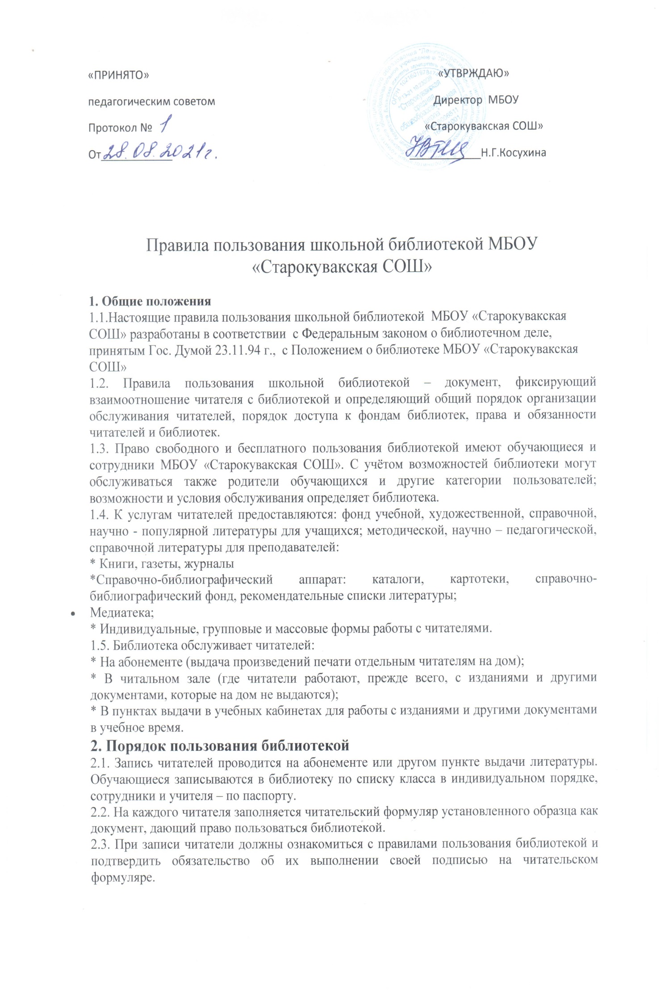 «ПРИНЯТО»
«УТВРЖДАЮ»
педагогическим советом
Директор МБОУ
Протокол № 1
«Старокувакская СОШ»
От 28.08.2021г.
Н.Г.Косухина
ОГРН 1021601978474
"Старокувакская
средняя
школа"
Правила пользования школьной библиотекой МБОУ
«Старокувакская СОШ»
1. Общие положения
1.1.Настоящие правила пользования школьной библиотекой МБОУ «Старокувакская
СОШ» разработаны в соответствии с Федеральным законом о библиотечном деле,
принятым Гос. Думой 23.11.94 г., с Положением о библиотеке МБОУ «Старокувакская
СОШ»
1.2. Правила пользования школьной библиотекой – документ, фиксирующий
взаимоотношение читателя с библиотекой и определяющий общий порядок организации
обслуживания читателей, порядок доступа к фондам библиотек, права и обязанности
читателей и библиотек.
1.3. Право свободного и бесплатного пользования библиотекой имеют обучающиеся и
сотрудники МБОУ «Старокувакская СОШ». С учётом возможностей библиотеки могут
обслуживаться также родители обучающихся и другие категории пользователей;
возможности и условия обслуживания определяет библиотека.
1.4. К услугам читателей предоставляются: фонд учебной, художественной, справочной,
научно - популярной литературы для учащихся; методической, научно – педагогической,
справочной литературы для преподавателей:
* Книги, газеты, журналы
*Справочно-библиографический аппарат: каталоги, картотеки, справочно-
библиографический фонд, рекомендательные списки литературы;
• Медиатека;
* Индивидуальные, групповые и массовые формы работы с читателями.
1.5. Библиотека обслуживает читателей:
* На абонементе (выдача произведений печати отдельным читателям на дом);
* В читальном зале (где читатели работают, прежде всего, с изданиями и другими
документами, которые на дом не выдаются);
* В пунктах выдачи в учебных кабинетах для работы с изданиями и другими документами
в учебное время.
2. Порядок пользования библиотекой
2.1. Запись читателей проводится на абонементе или другом пункте выдачи литературы.
Обучающиеся записываются в библиотеку по списку класса в индивидуальном порядке,
сотрудники и учителя – по паспорту.
2.2. На каждого читателя заполняется читательский формуляр установленного образца как
документ, дающий право пользоваться библиотекой.
2.3. При записи читатели должны ознакомиться с правилами пользования библиотекой и
подтвердить обязательство об их выполнении своей подписью на читательском
формуляре.